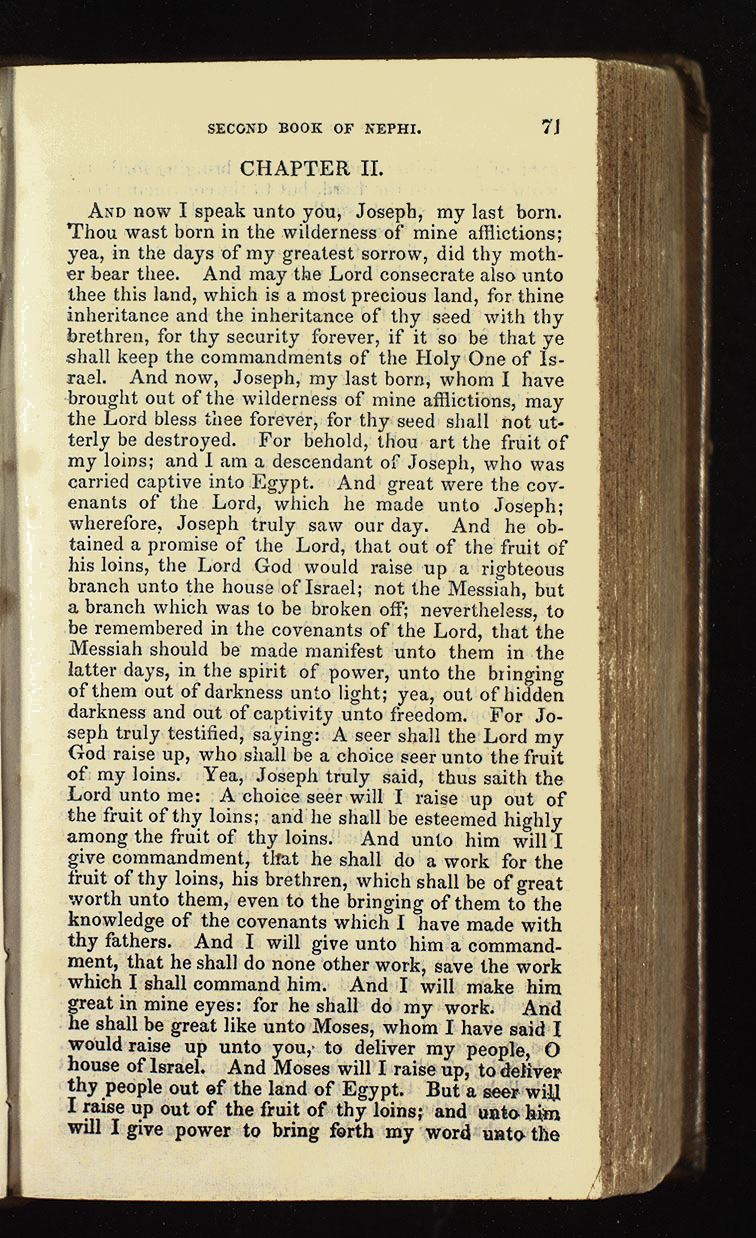 SECOND BOOK OF NEPHI. 71
CHAPTER II.
AND now I speak unto you, Joseph, my last born.
Thou wast born in the wilderness of mine afflictions;
yea, in the days of my greatest sorrow, did thy moth-
er bear thee. And may the Lord consecrate also unto
thee this land, which is a most precious land, for thine
inheritance and the inheritance of thy seed with thy
brethren, for thy security forever, if it so be that ye
shall keep the commandments of the Holy One of Is-
rael. And now, Joseph, my last born, whom I have
brought out of the wilderness of mine afflictions, may
the Lord bless thee forever, for thy seed shall not ut-
terly be destroyed. For behold, thou art the fruit of
my loins; and I am a descendant of Joseph, who was
carried captive into Egypt. And great were the cov-
enants of the Lord, which he made unto Joseph;
wherefore, Joseph truly saw our day. And he ob-
tained a promise of the Lord, that out of the fruit of
his loins, the Lord God would raise up a rigbteous
branch unto the house of Israel; not the Messiah, but
a branch which was to be broken off; nevertheless, to
be remembered in the covenants of the Lord, that the
Messiah should be made manifest unto them in the
latter days, in the spirit of power, unto the bringing
of them out of darkness unto light; yea, out of hidden
darkness and out of captivity unto freedom. For Jo-
seph truly testified, saying: A seer shall the Lord my
God raise up, who shall be a choice seer unto the fruit
of my loins. Yea, Joseph truly said, thus saith the
Lord unto me: A choice seer will I raise up out of
the fruit of thy loins; and he shall be esteemed highly
among the fruit of thy loins. And unto him will I
give commandment, that he shall do a work for the
fruit of thy loins, his brethren, which shall be of great
worth unto them, even to the bringing of them to the
knowledge of the covenants which I have made with
thy fathers. And I will give unto him a command-
ment, that he shall do none other work, save the work
which I shall command him. And I will make him
great in mine eyes: for he shall do my work. And
he shall be great like unto Moses, whom I have said I
would raise up unto you, to deliver my people, O
house of Israel. And Moses will I raise up, to deliver
thy people out of the land of Egypt. But a seer will
I raise up out of the fruit of thy loins; and unto him
will I give power to bring forth my word unto the